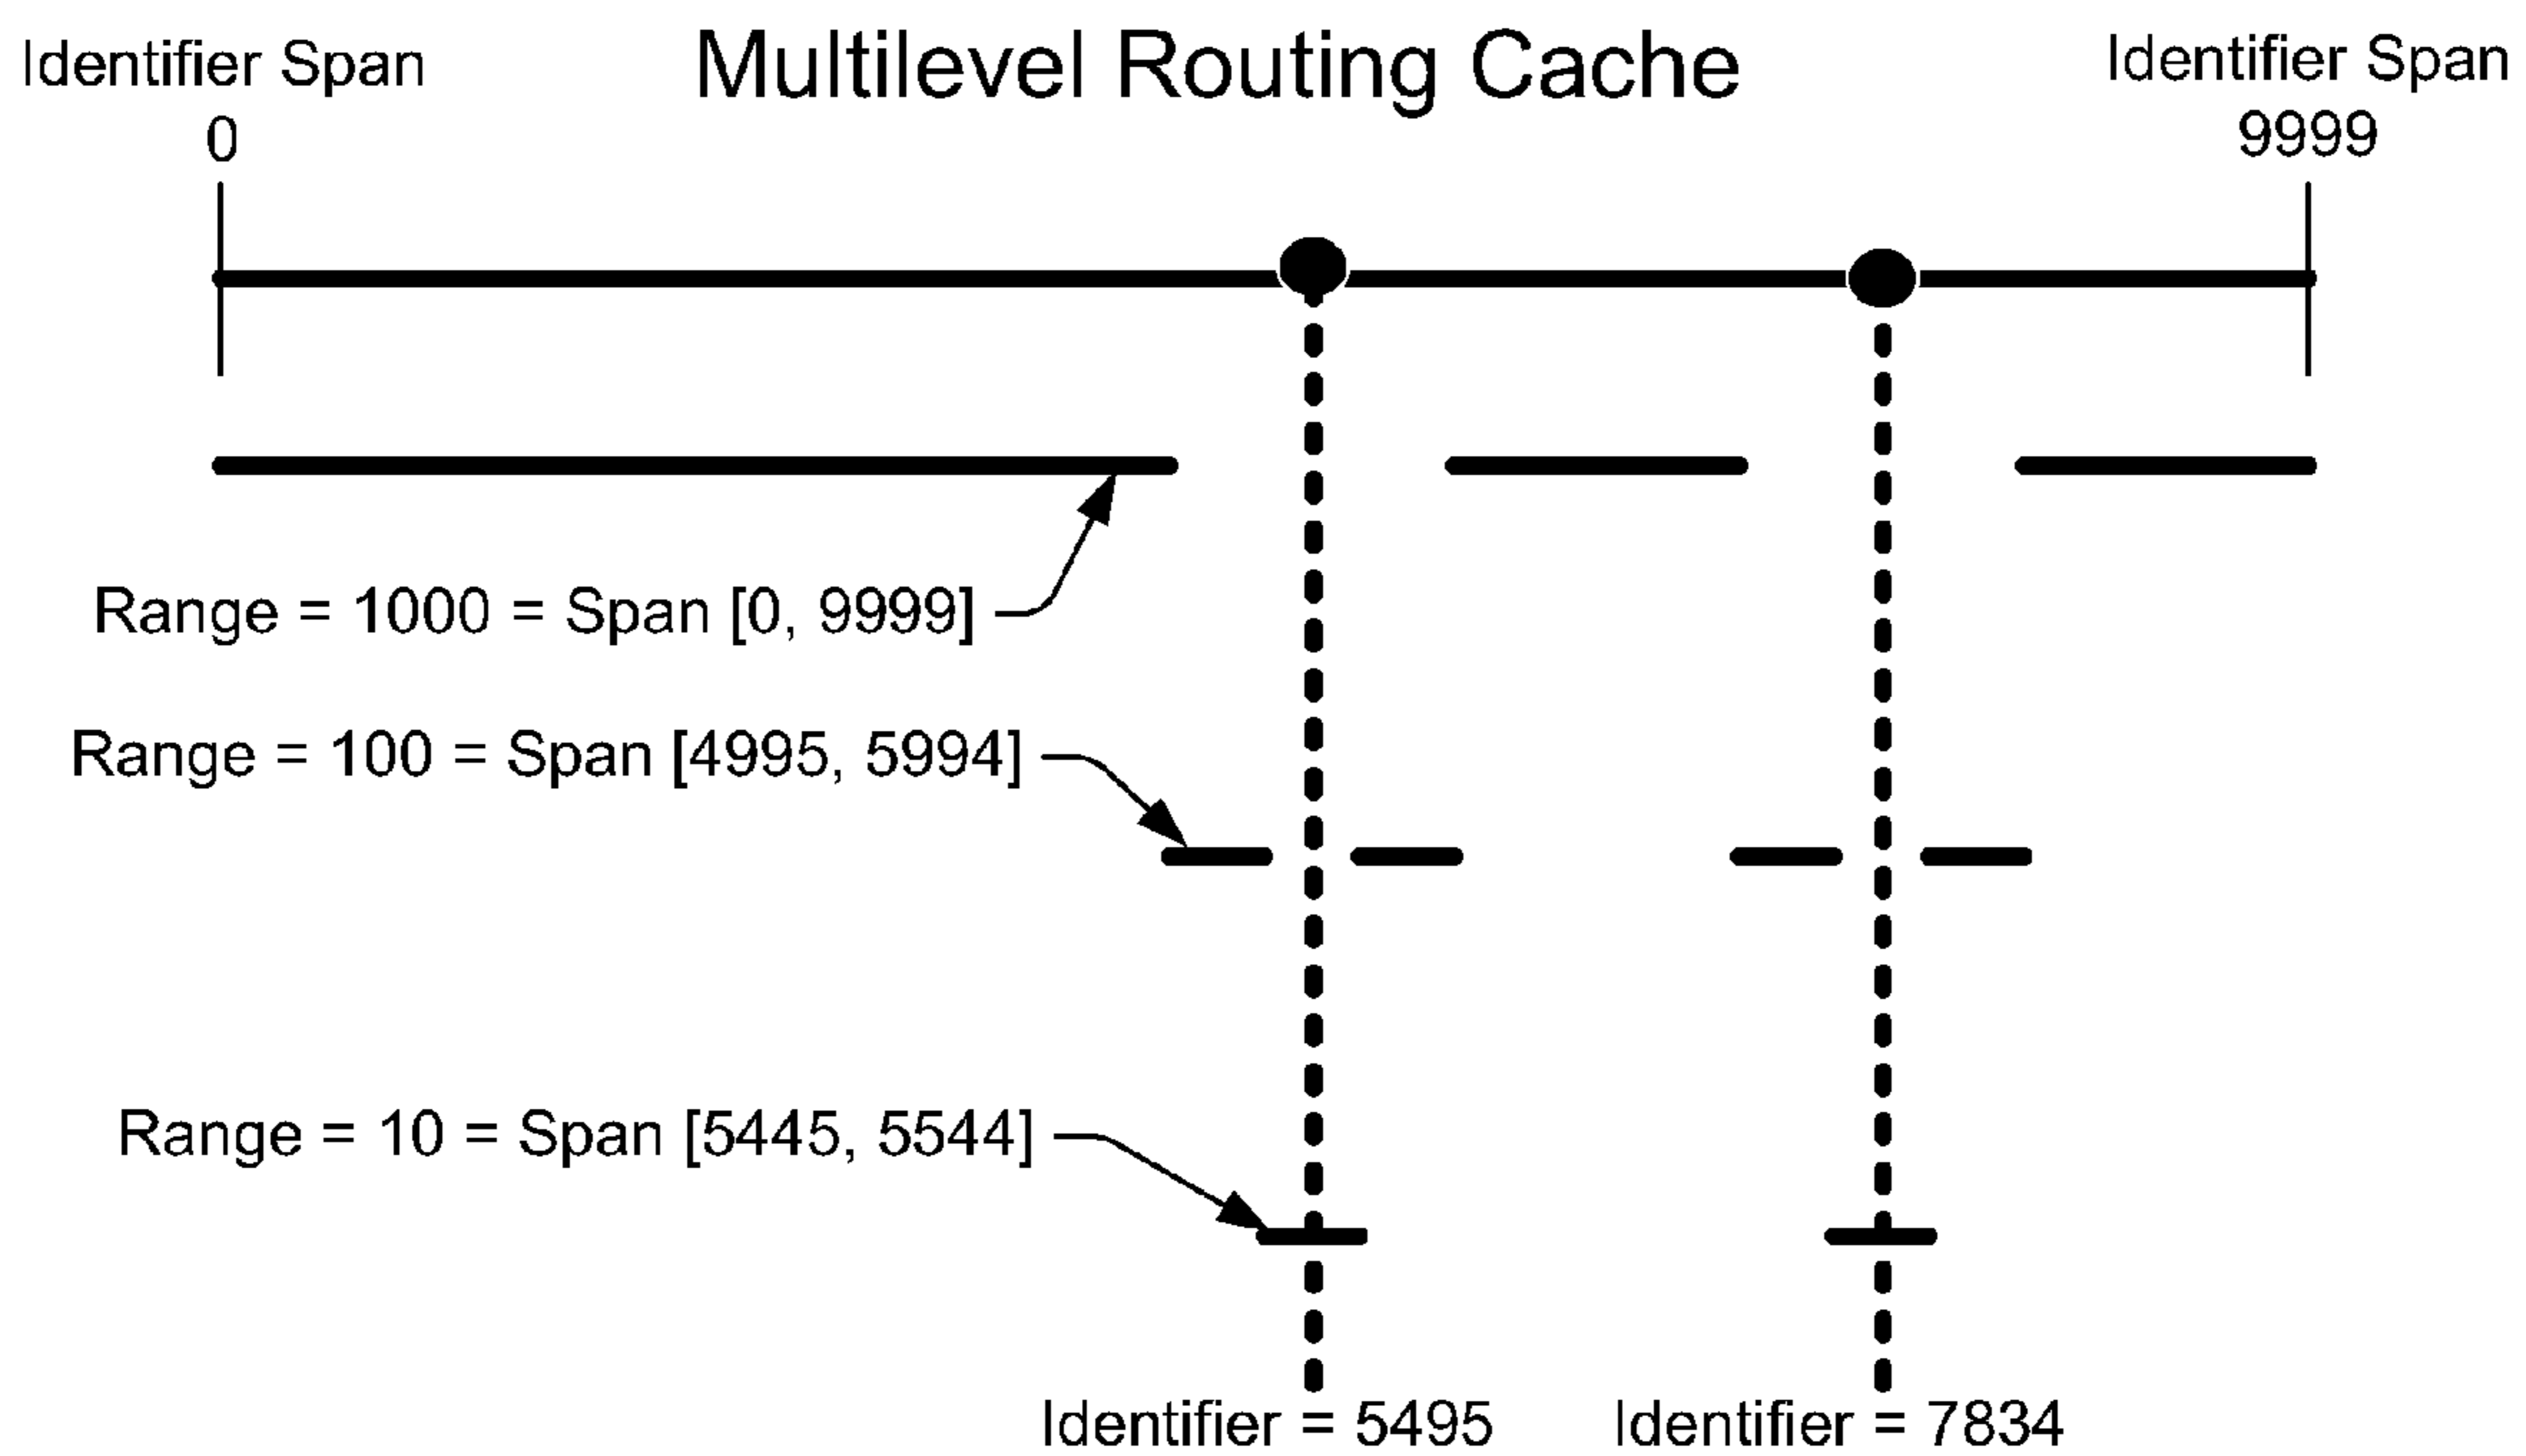 Multilevel Routing Cache
Identifier Span
0
Identifier Span
9999
Range = 1000 = Span [0, 9999]
Range = 100 = Span [4995, 5994]
Range = 10 = Span [5445, 5544]
Identifier = 5495
Identifier = 7834